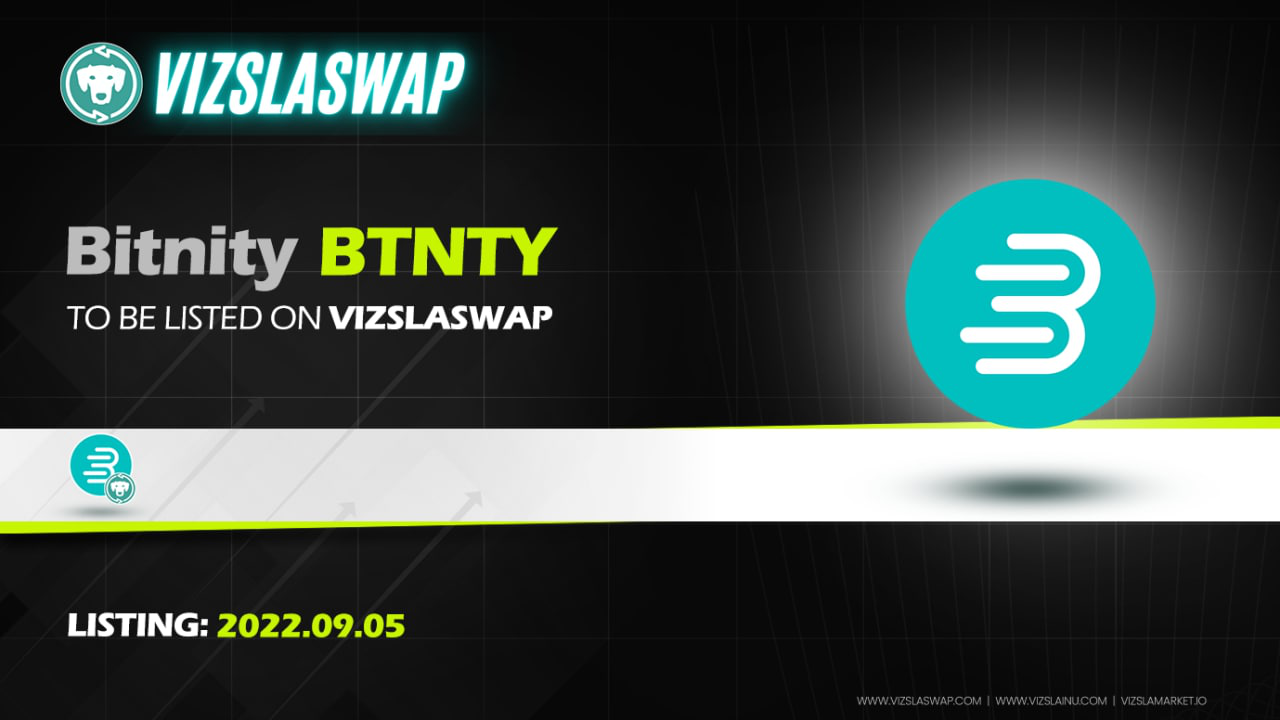 VIZSLASWAP
Bitnity BTNTY
TO BE LISTED ON VIZSLASWAP
LISTING: 2022.09.05
WWW.VIZSLASWAP.COM | WWW.VIZSLAINU.COM | VIZSLAMARKET.IO